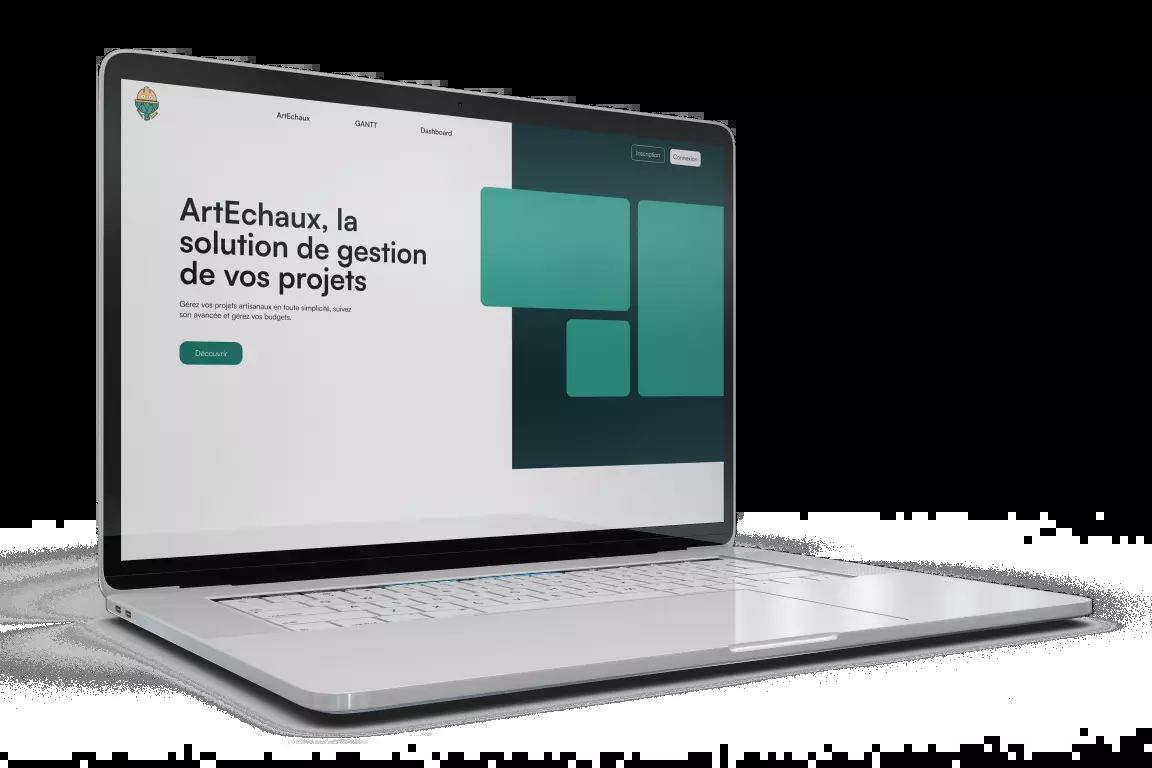 ArtEchaux
GANTT
Dashboard
Inscription
Connexion
ArtEchaux, la
solution de gestion
de vos projets
Gérez vos projets artisanaux en toute simplicité, suivez
son avancée et gérez vos budgets.
Découvrir